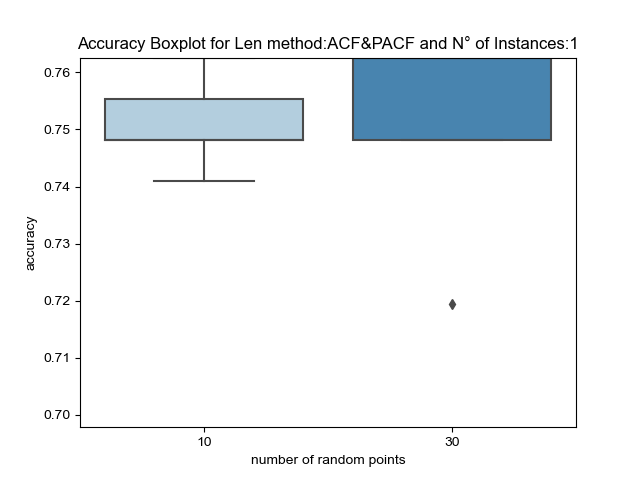 Accuracy Boxplot for Len method:ACF&PACF and N° of Instances:1
0.76
0.75
0.74
0.73
0.72
0.71
0.70
accuracy
10 30
number of random points